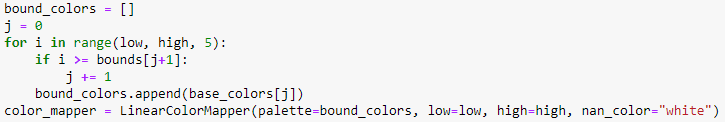 bound_colors = []
j = 0
for i in range(low, high, 5):
    if i >= bounds[j+1]:
        j += 1
    bound_colors.append(base_colors[j])
color_mapper = LinearColorMapper(palette=bound_colors, low=low, high=high, nan_color="white")